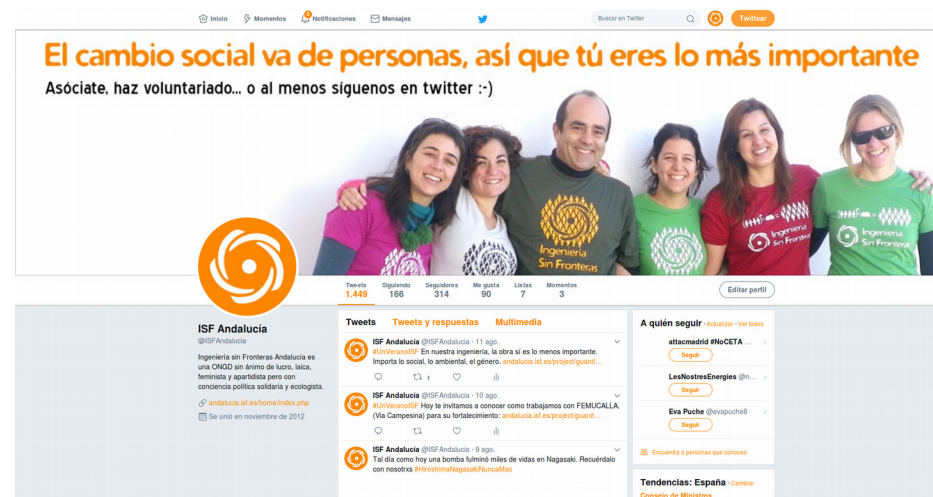 Inicio Momentos Notificaciones Mensajes Buscar en Twitter Twittear
El cambio social va de personas, así que tú eres lo más importante
Asóciate, haz voluntariado... o al menos síguenos en twitter :-)
Ingeniería
Sin Fronteras
Ingeniería
Sin Fronteras
Ingeniería
Sin Fronteras
Tweets Siguiendo Seguidores Me gusta Listas Momentos
1.449 166 314 90 7 3
Editar perfil
ISF Andalucía
@ISFAndalucia
Ingeniería sin Fronteras Andalucía es
una ONGD sin ánimo de lucro, laica,
feminista y apartidista pero con
conciencia política solidaria y ecologista.
andalucia.isf.es/home/index.php
Se unió en noviembre de 2012
Tweets Tweets y respuestas Multimedia
ISF Andalucía @ISFAndalucia · 11 ago.
#UnVeranoISF En nuestra ingeniería, la obra sí es lo menos importante.
Importa lo social, lo ambiental, el género. andalucia.isf.es/project/guanit…
1
ISF Andalucía @ISFAndalucia · 10 ago.
#UnVeranoISF Hoy te invitamos a conocer como trabajamos con FEMUCALLA,
(Via Campesina) para su fortalecimiento: andalucia.isf.es/project/guanit…
ISF Andalucía @ISFAndalucia · 9 ago.
Tal día como hoy una bomba fulminó miles de vidas en Nagasaki. Recuérdalo
con nosotrxs #HiroshimaNagasakiNuncaMas
A quién seguir · Actualizar · Ver todos
attacmadrid #NoCETA ...
Seguir
LesNostresEnergies @n...
Seguir
Eva Puche @evapuche8
Seguir
Encuentra a personas que conoces
Tendencias: España · Cambiar
Consejo de Ministros